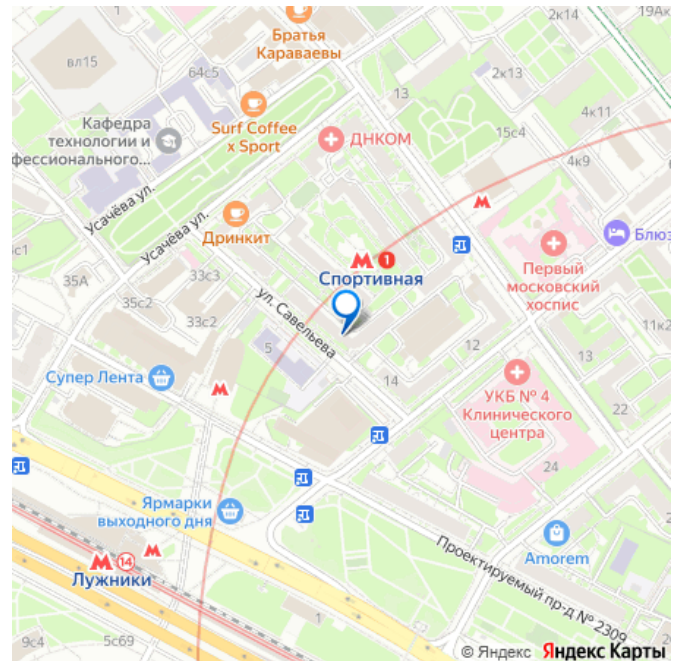 2к14
19Ак
Братья
Караваевы
вл15
64с5
2к13
13
4к11
Surf Coffee
x Sport
Кафедра
технологии и
фессионального...
ДНКОМ
15с4
4к9
Усачёва ул.
Усачёва ул.
Дринкит
М
Блюз
с1
М 1
Спортивная
Первый
московский
хоспис
35А
33с3
35с2
33с2
ул. Савельева
5
11к2
12
13
Супер Лента
14
УКБ № 4
Клинического
центра
М
22
24
Ярмарки
выходного дня
М 14
М
Лужники
Amorem
Проектируемый пр-д № 2309
1
2
9с4
5с69
© Яндекс Яндекс Карты